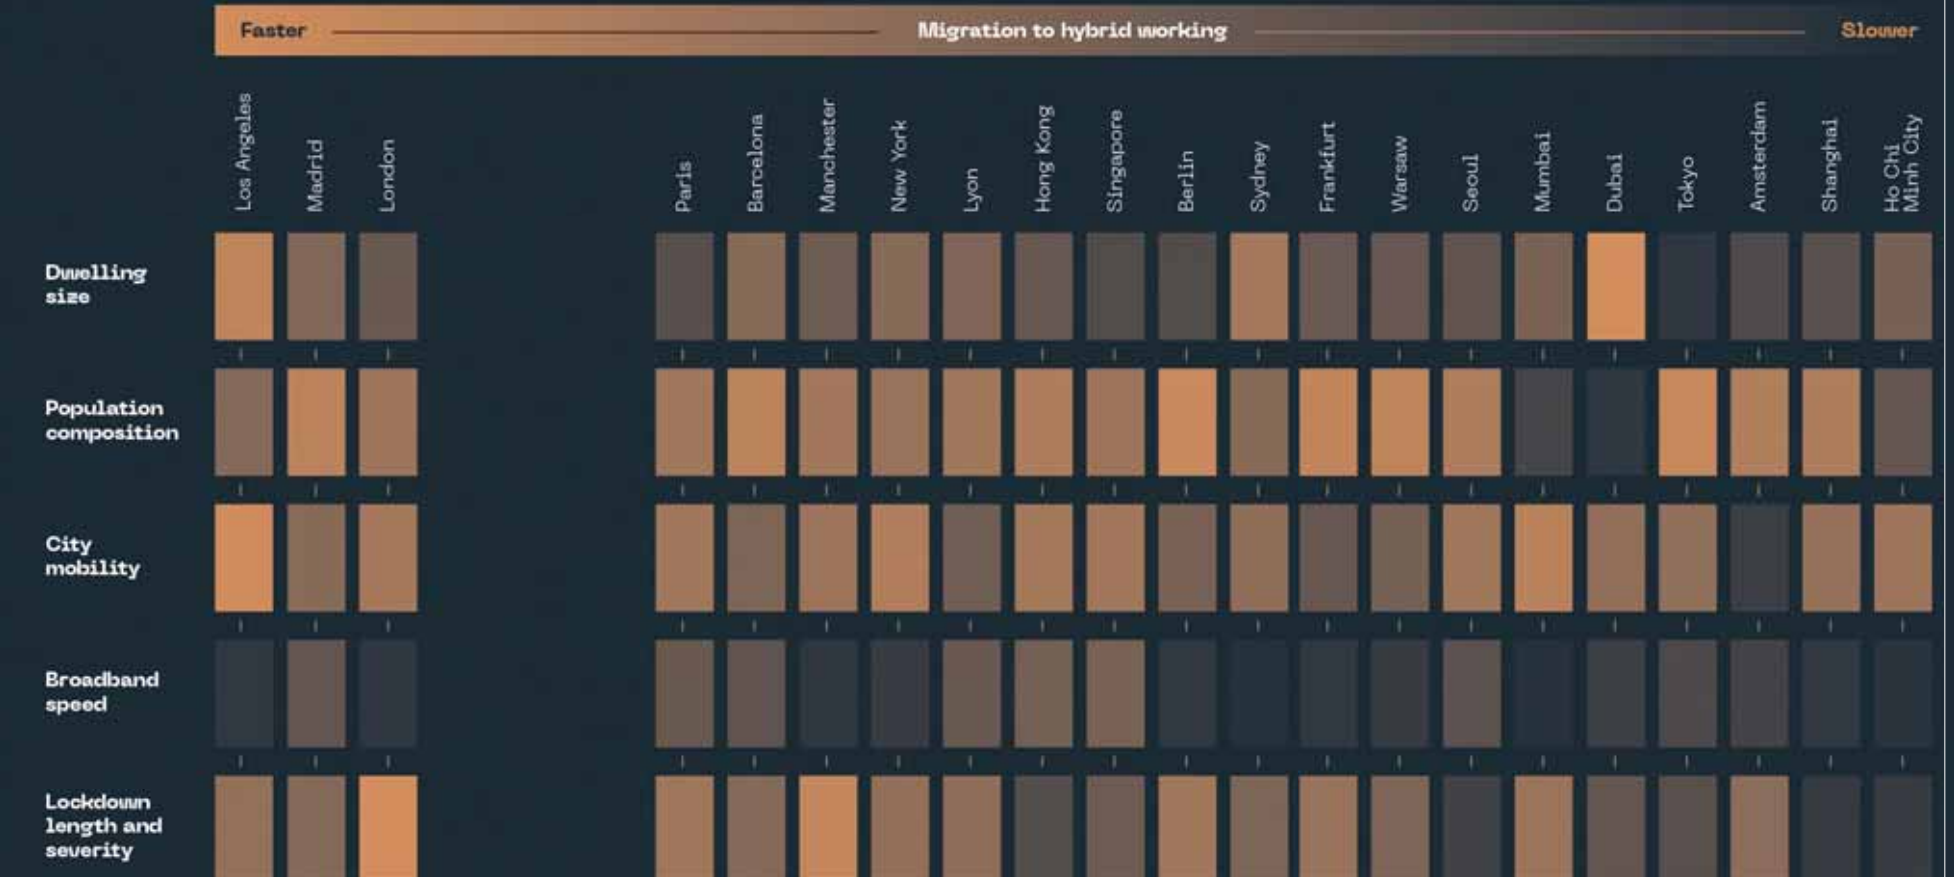 Faster
Migration to hybrid working
Slower
Los Angeles
Madrid
London
Paris
Barcelona
Manchester
New York
Lyon
Hong Kong
Singapore
Berlin
Sydney
Frankfurt
Warsaw
Seoul
Mumbai
Dubai
Tokyo
Amsterdam
Shanghai
Ho Chi
Minh City
Dwelling
size
Population
composition
City
mobility
Broadband
speed
Lockdown
length and
severity